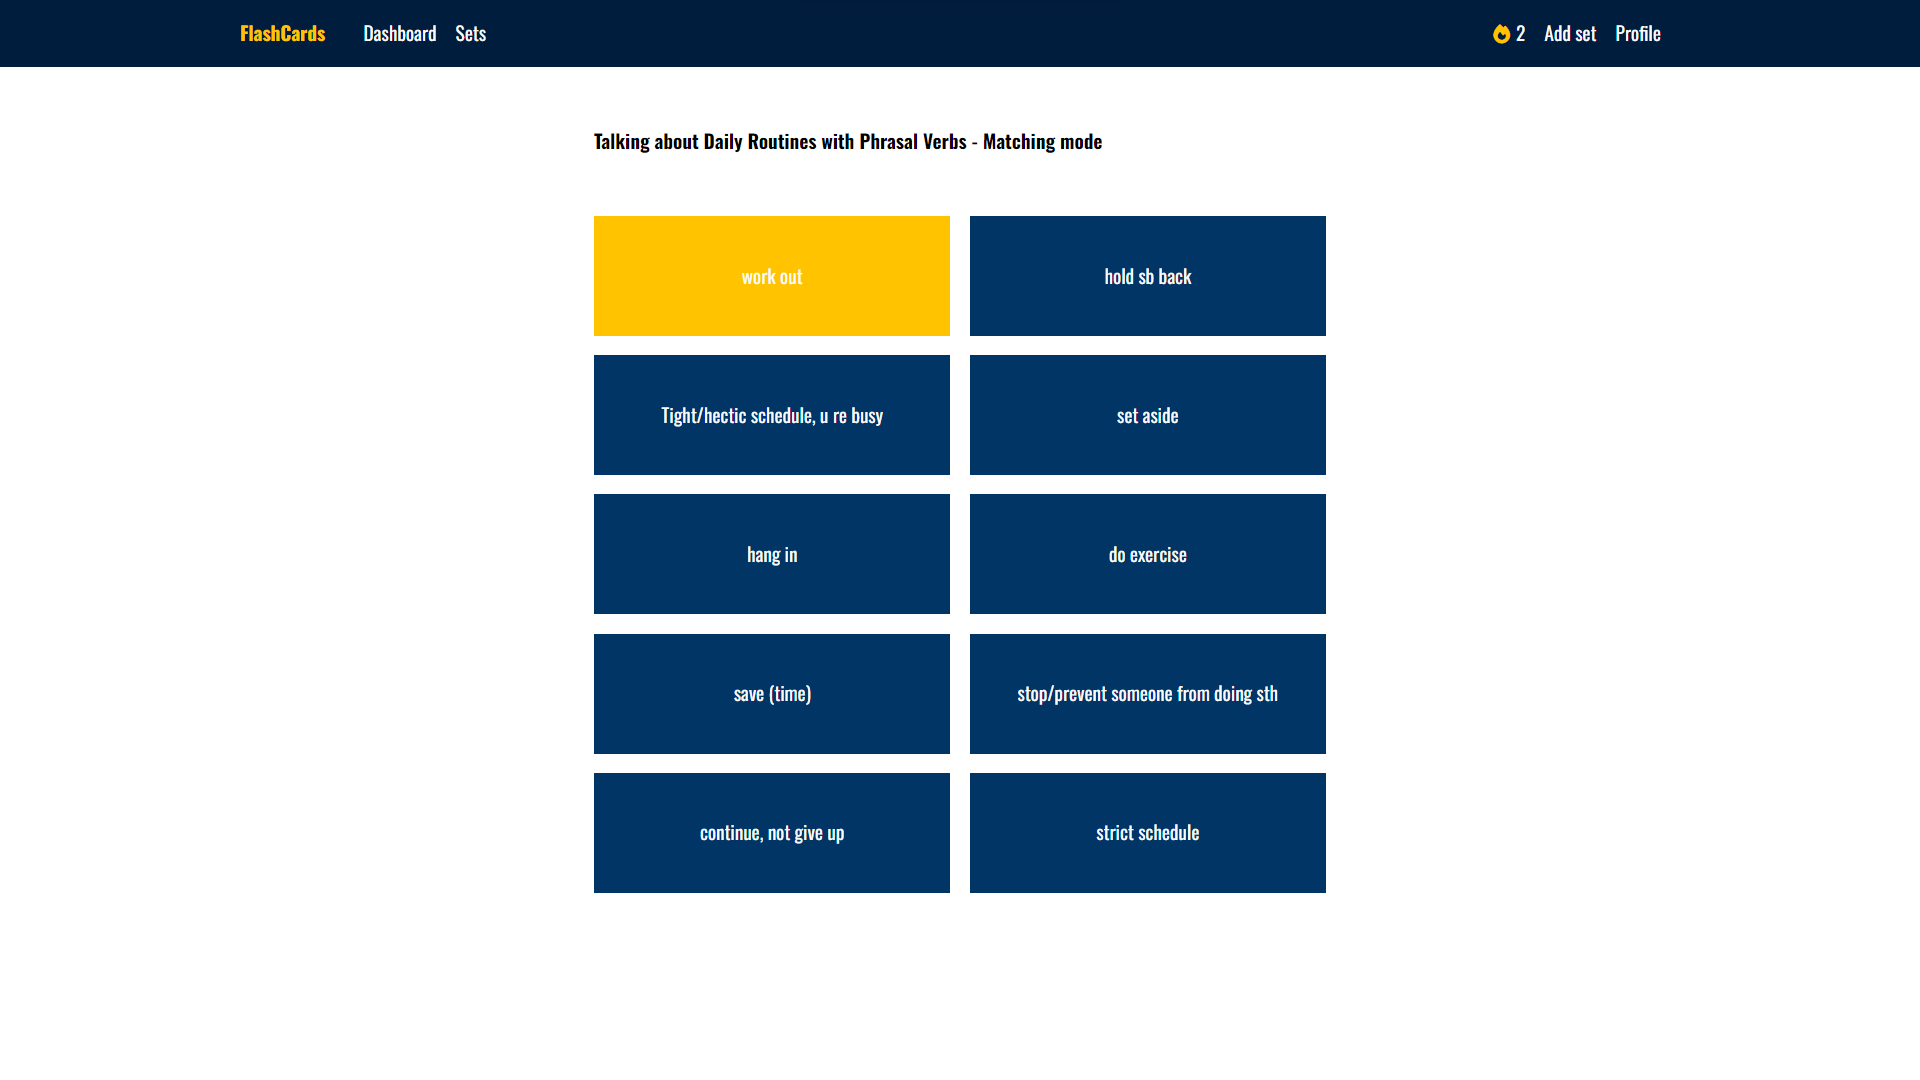 FlashCards Dashboard Sets 2 Add set Profile
Talking about Daily Routines with Phrasal Verbs - Matching mode
work out
hold sb back
Tight/hectic schedule, u re busy
set aside
hang in
do exercise
save (time)
stop/prevent someone from doing sth
continue, not give up
strict schedule